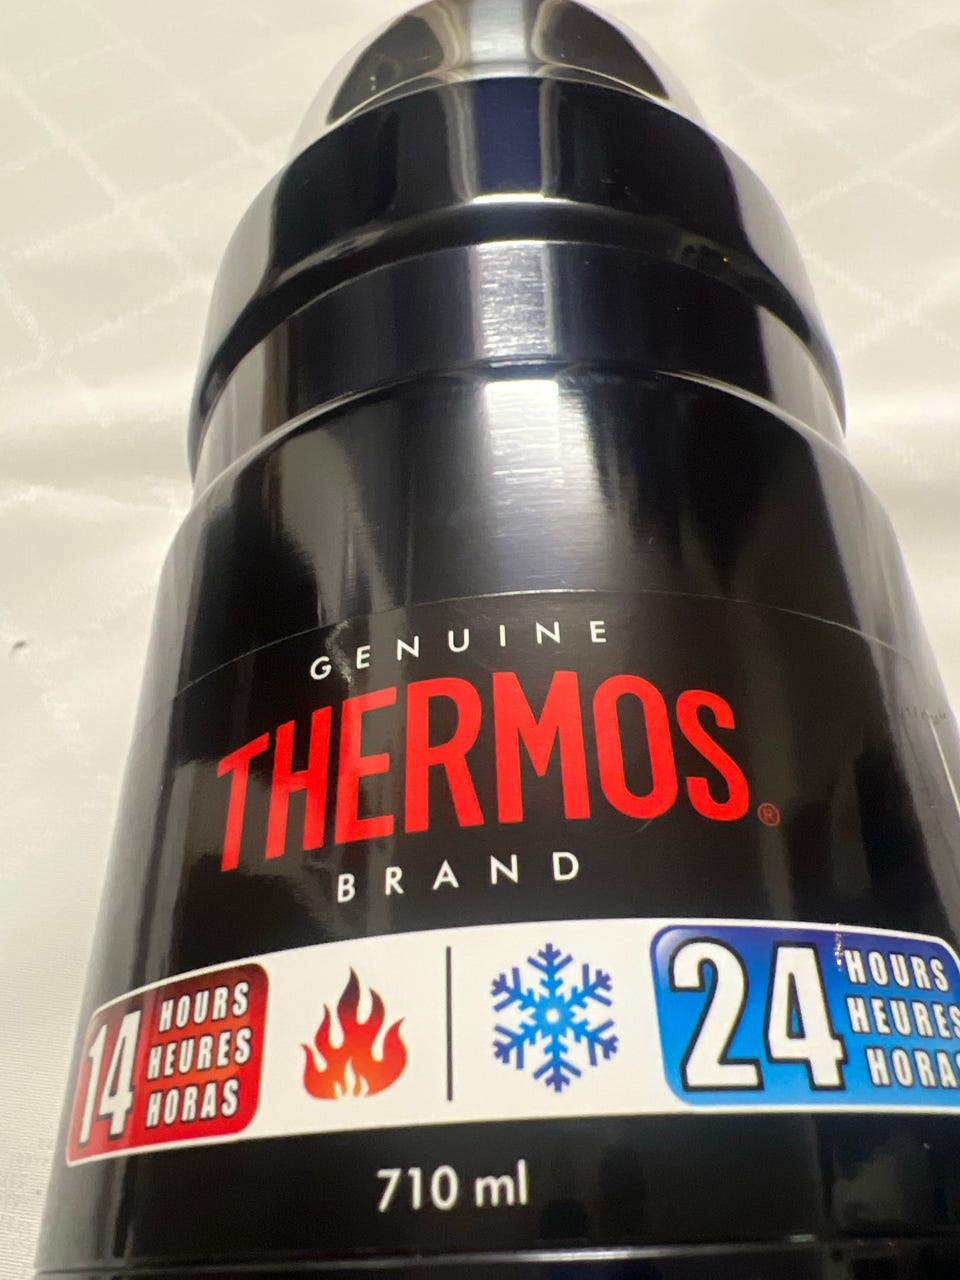 GENUINE
THERMOS®
BRAND
14 HOURS
HEURES
HORAS
24 HOURS
HEURES
HORAS
710 ml